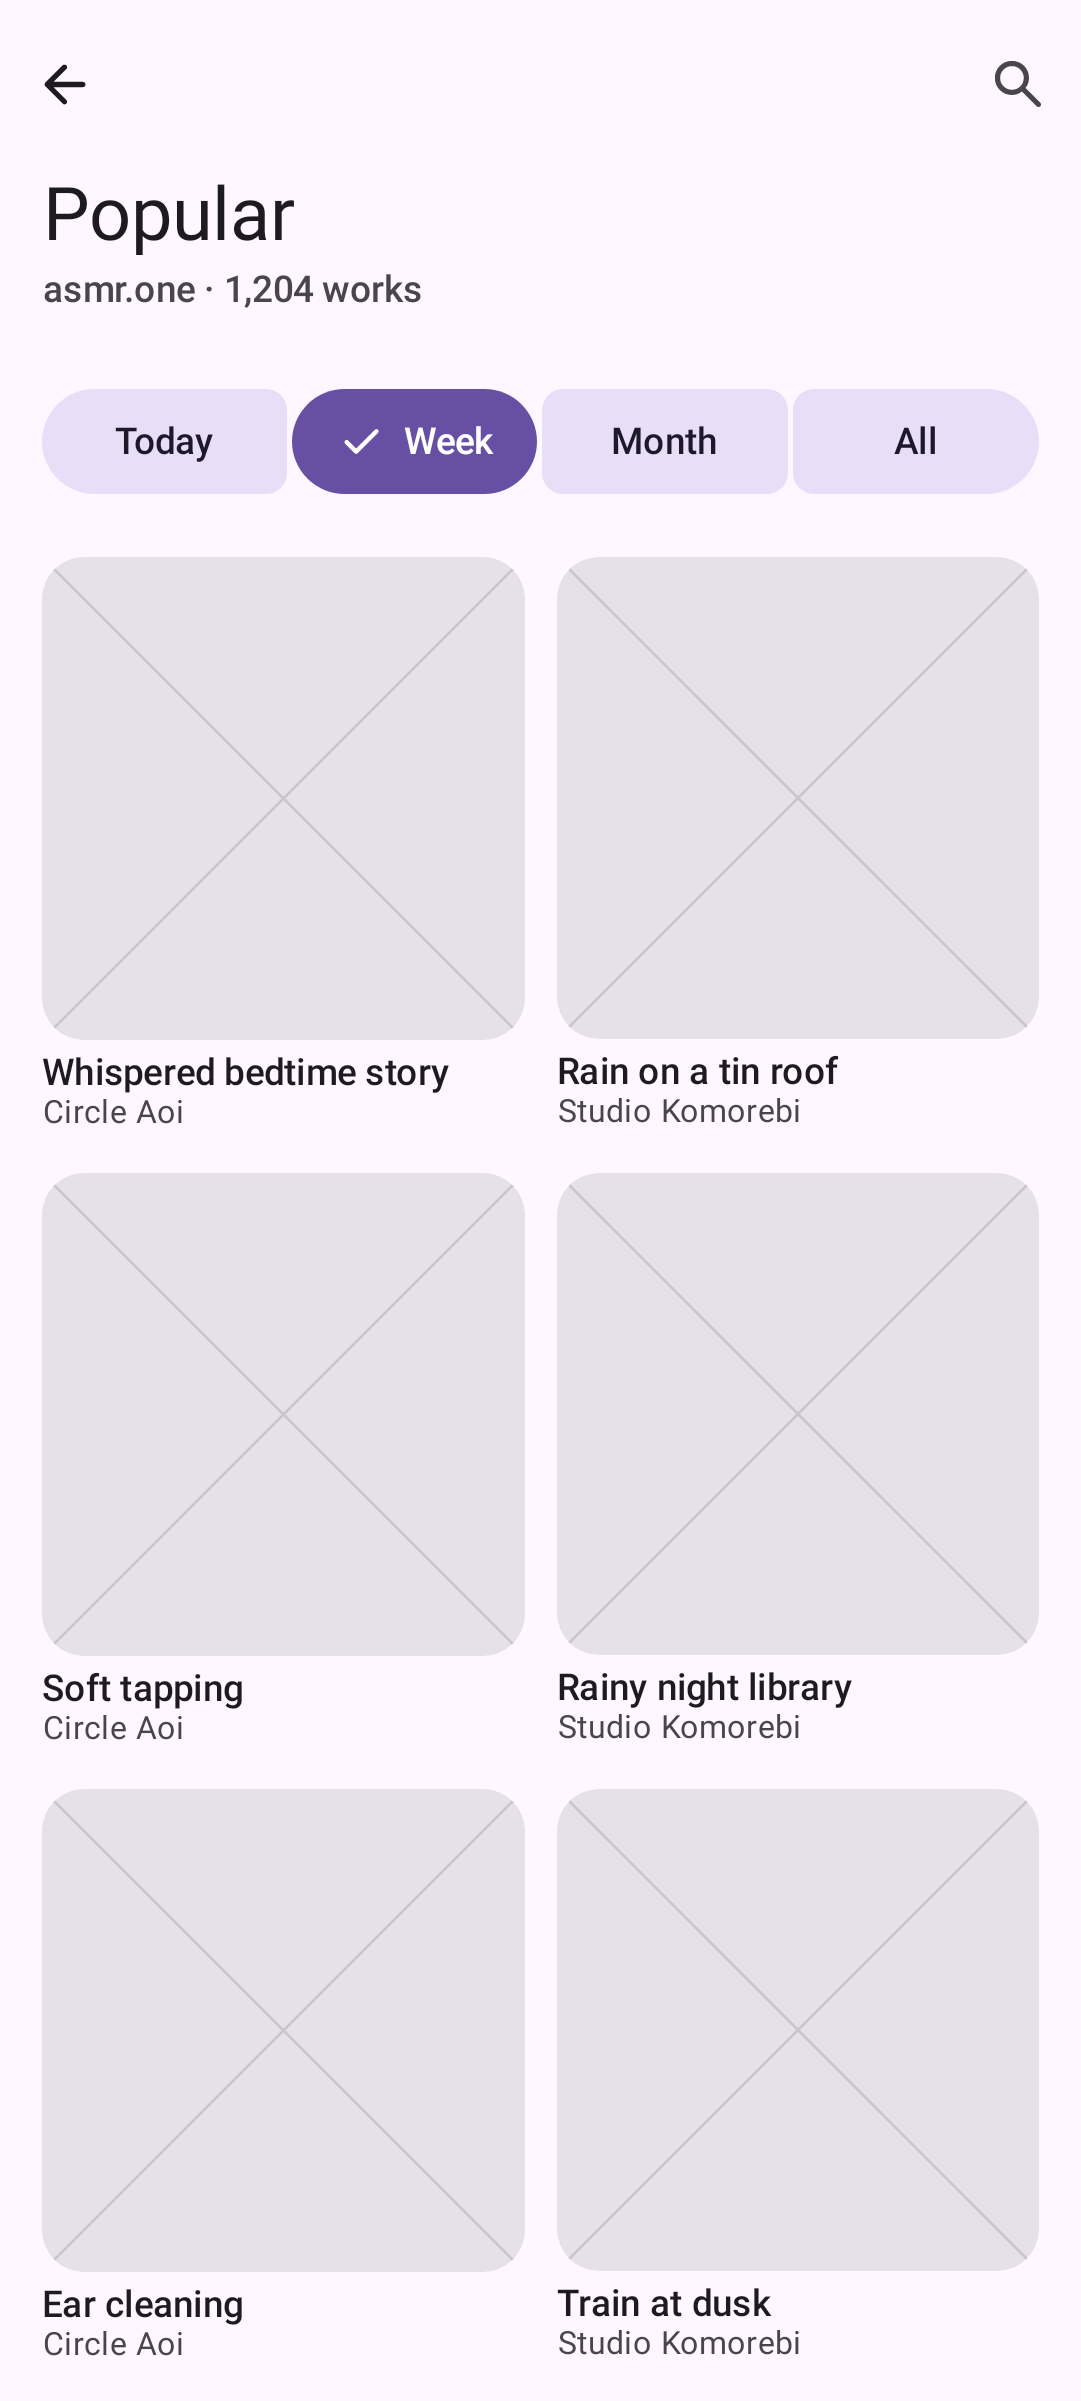 Popular
asmr.one · 1,204 works
Today
Week
Month
All
Whispered bedtime story
Circle Aoi
Rain on a tin roof
Studio Komorebi
Soft tapping
Circle Aoi
Rainy night library
Studio Komorebi
Ear cleaning
Circle Aoi
Train at dusk
Studio Komorebi